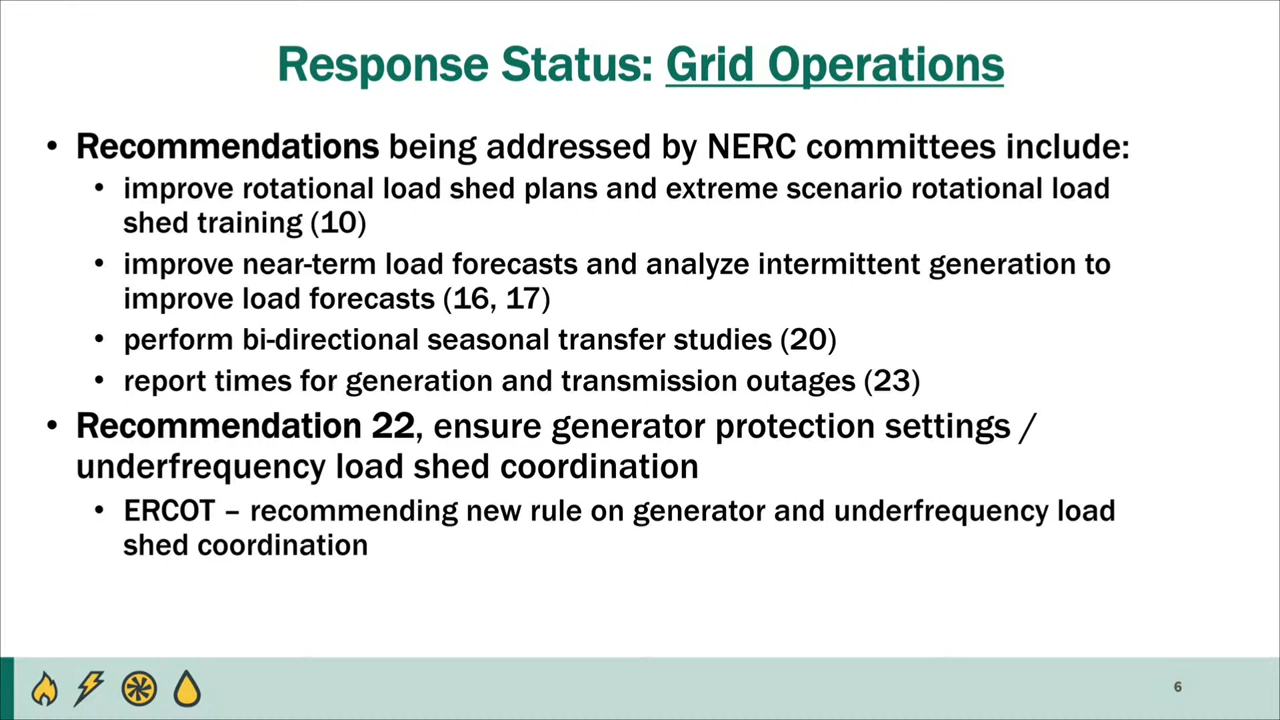 Response Status: Grid Operations
• Recommendations being addressed by NERC committees include:
• improve rotational load shed plans and extreme scenario rotational load
shed training (10)
• improve near-term load forecasts and analyze intermittent generation to
improve load forecasts (16, 17)
• perform bi-directional seasonal transfer studies (20)
• report times for generation and transmission outages (23)
• Recommendation 22, ensure generator protection settings /
underfrequency load shed coordination
• ERCOT – recommending new rule on generator and underfrequency load
shed coordination
6